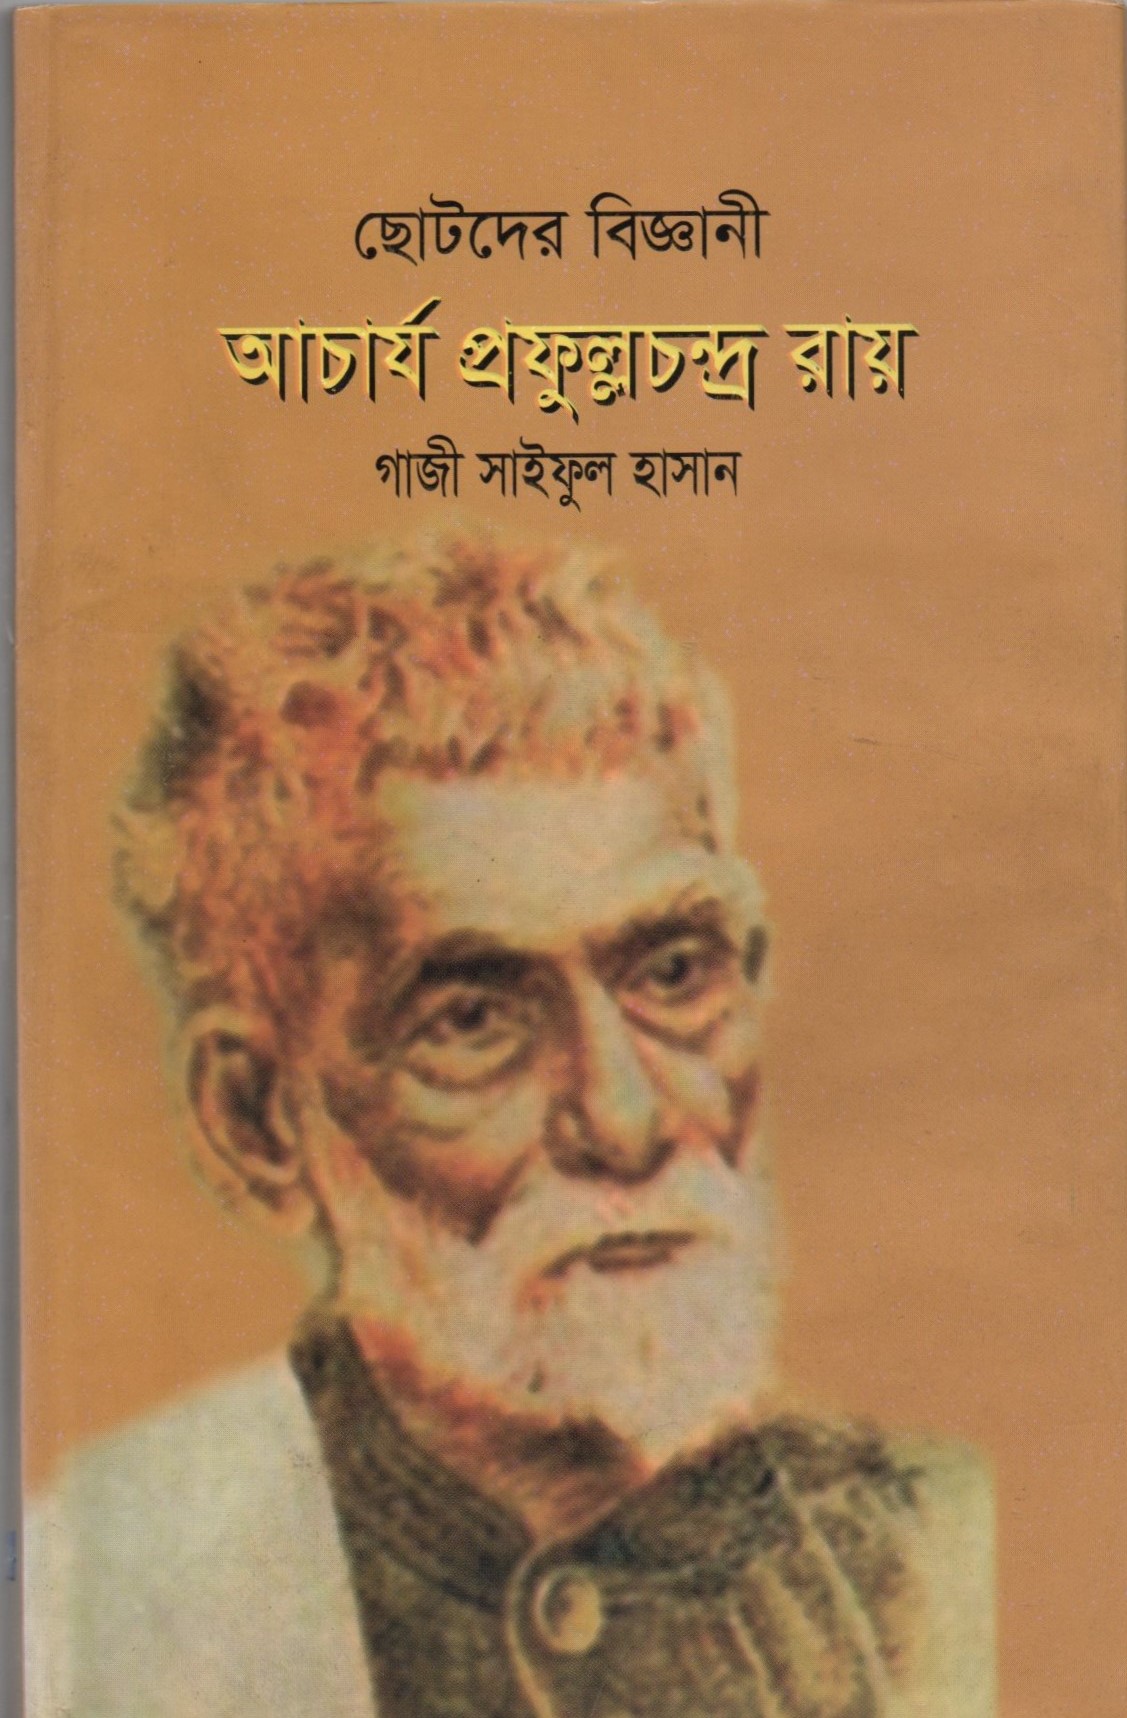 ছোটদের বিজ্ঞানী
আচার্য প্রফুল্লচন্দ্র রায়
গাজী সাইফুল হাসান